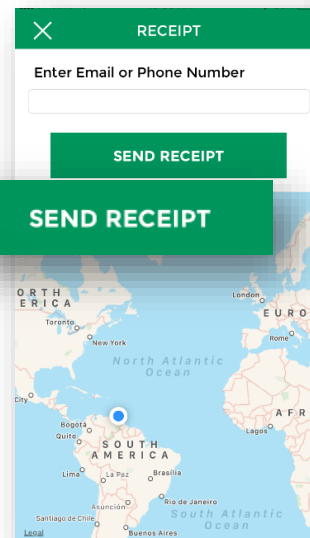 RECEIPT
Enter Email or Phone Number
SEND RECEIPT
SEND RECEIPT
ORTH
ERICA
London
EURO
Toronto
New York
Rome
North Atlantic
Ocean
City
AFR
Bogotá
Lagos
Quito
SOUTH
AMERICA
Lima
La Paz
Brasília
Asunción
Rio de Janeiro
Santiago de Chile
South Atlantic
Ocean
Legal
Buenos Aires